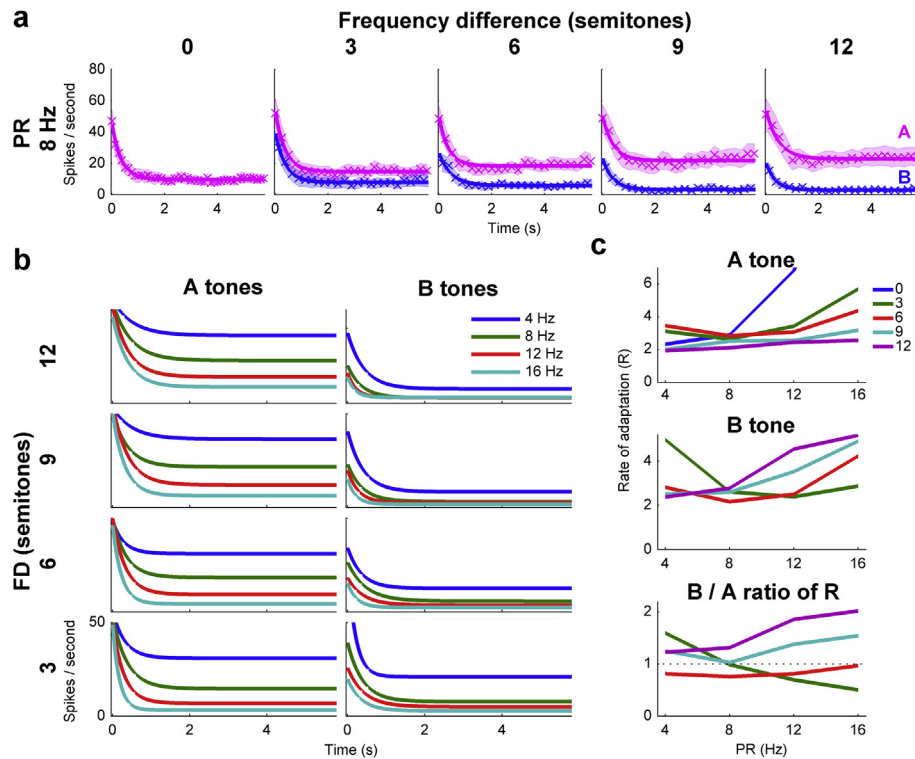 a
Frequency difference (semitones)
0 3 6 9 12
PR
8 Hz
Spikes / second
80
60
40
20
0
A
B
0 2 4 0 2 4 0 2 4 0 2 4 0 2 4
Time (s)
b
A tones B tones
12
9
6
3
FD (semitones)
4 Hz
8 Hz
12 Hz
16 Hz
50
0
Spikes / second
0 2 4 0 2 4
Time (s)
c
A tone
6
4
2
0
4 8 12 16
0
3
6
9
12
Rate of adaptation (R)
B tone
4
2
0
4 8 12 16
B / A ratio of R
2
1
0
4 8 12 16
PR (Hz)